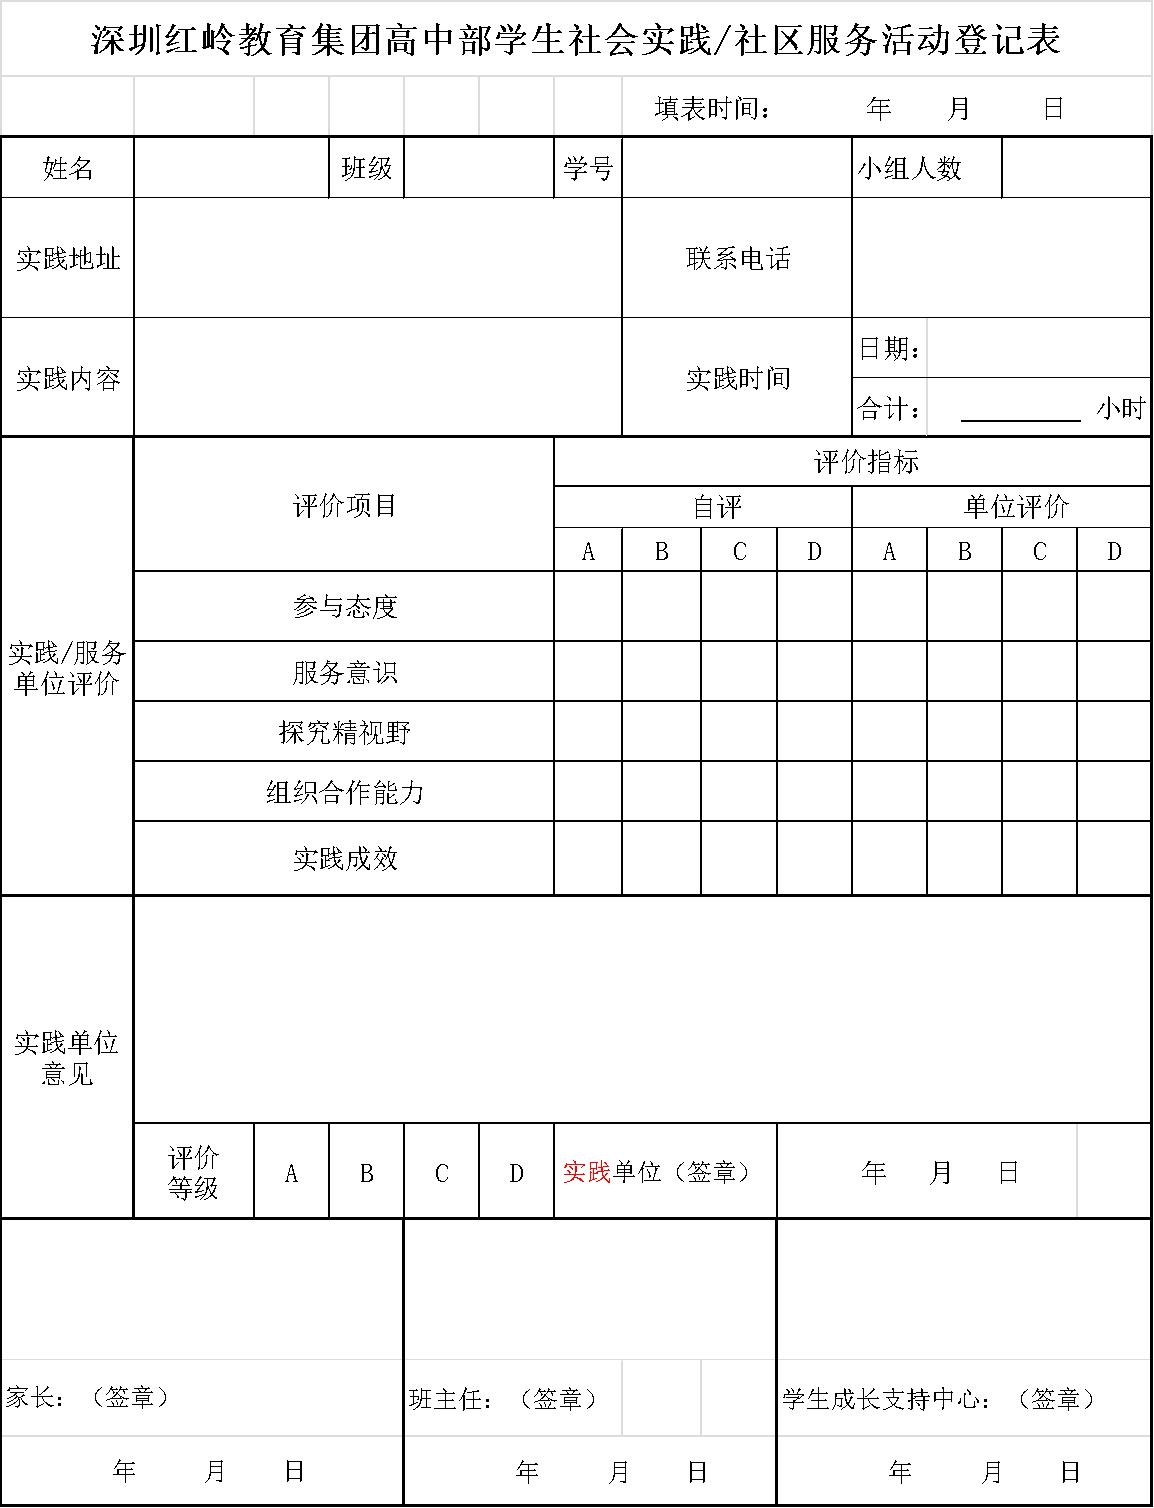 深圳红岭教育集团高中部学生社会实践/社区服务活动登记表
填表时间： 年 月 日
姓名 班级 学号 小组人数
实践地址 联系电话
实践内容 实践时间 日期：
合计： 小时
实践/服务
单位评价
评价项目 评价指标
自评 单位评价
A B C D A B C D
参与态度
服务意识
探究精视野
组织合作能力
实践成效
实践单位
意见
评价
等级
A B C D 实践单位（签章） 年 月 日
家长：（签章） 班主任：（签章） 学生成长支持中心：（签章）
年 月 日 年 月 日 年 月 日